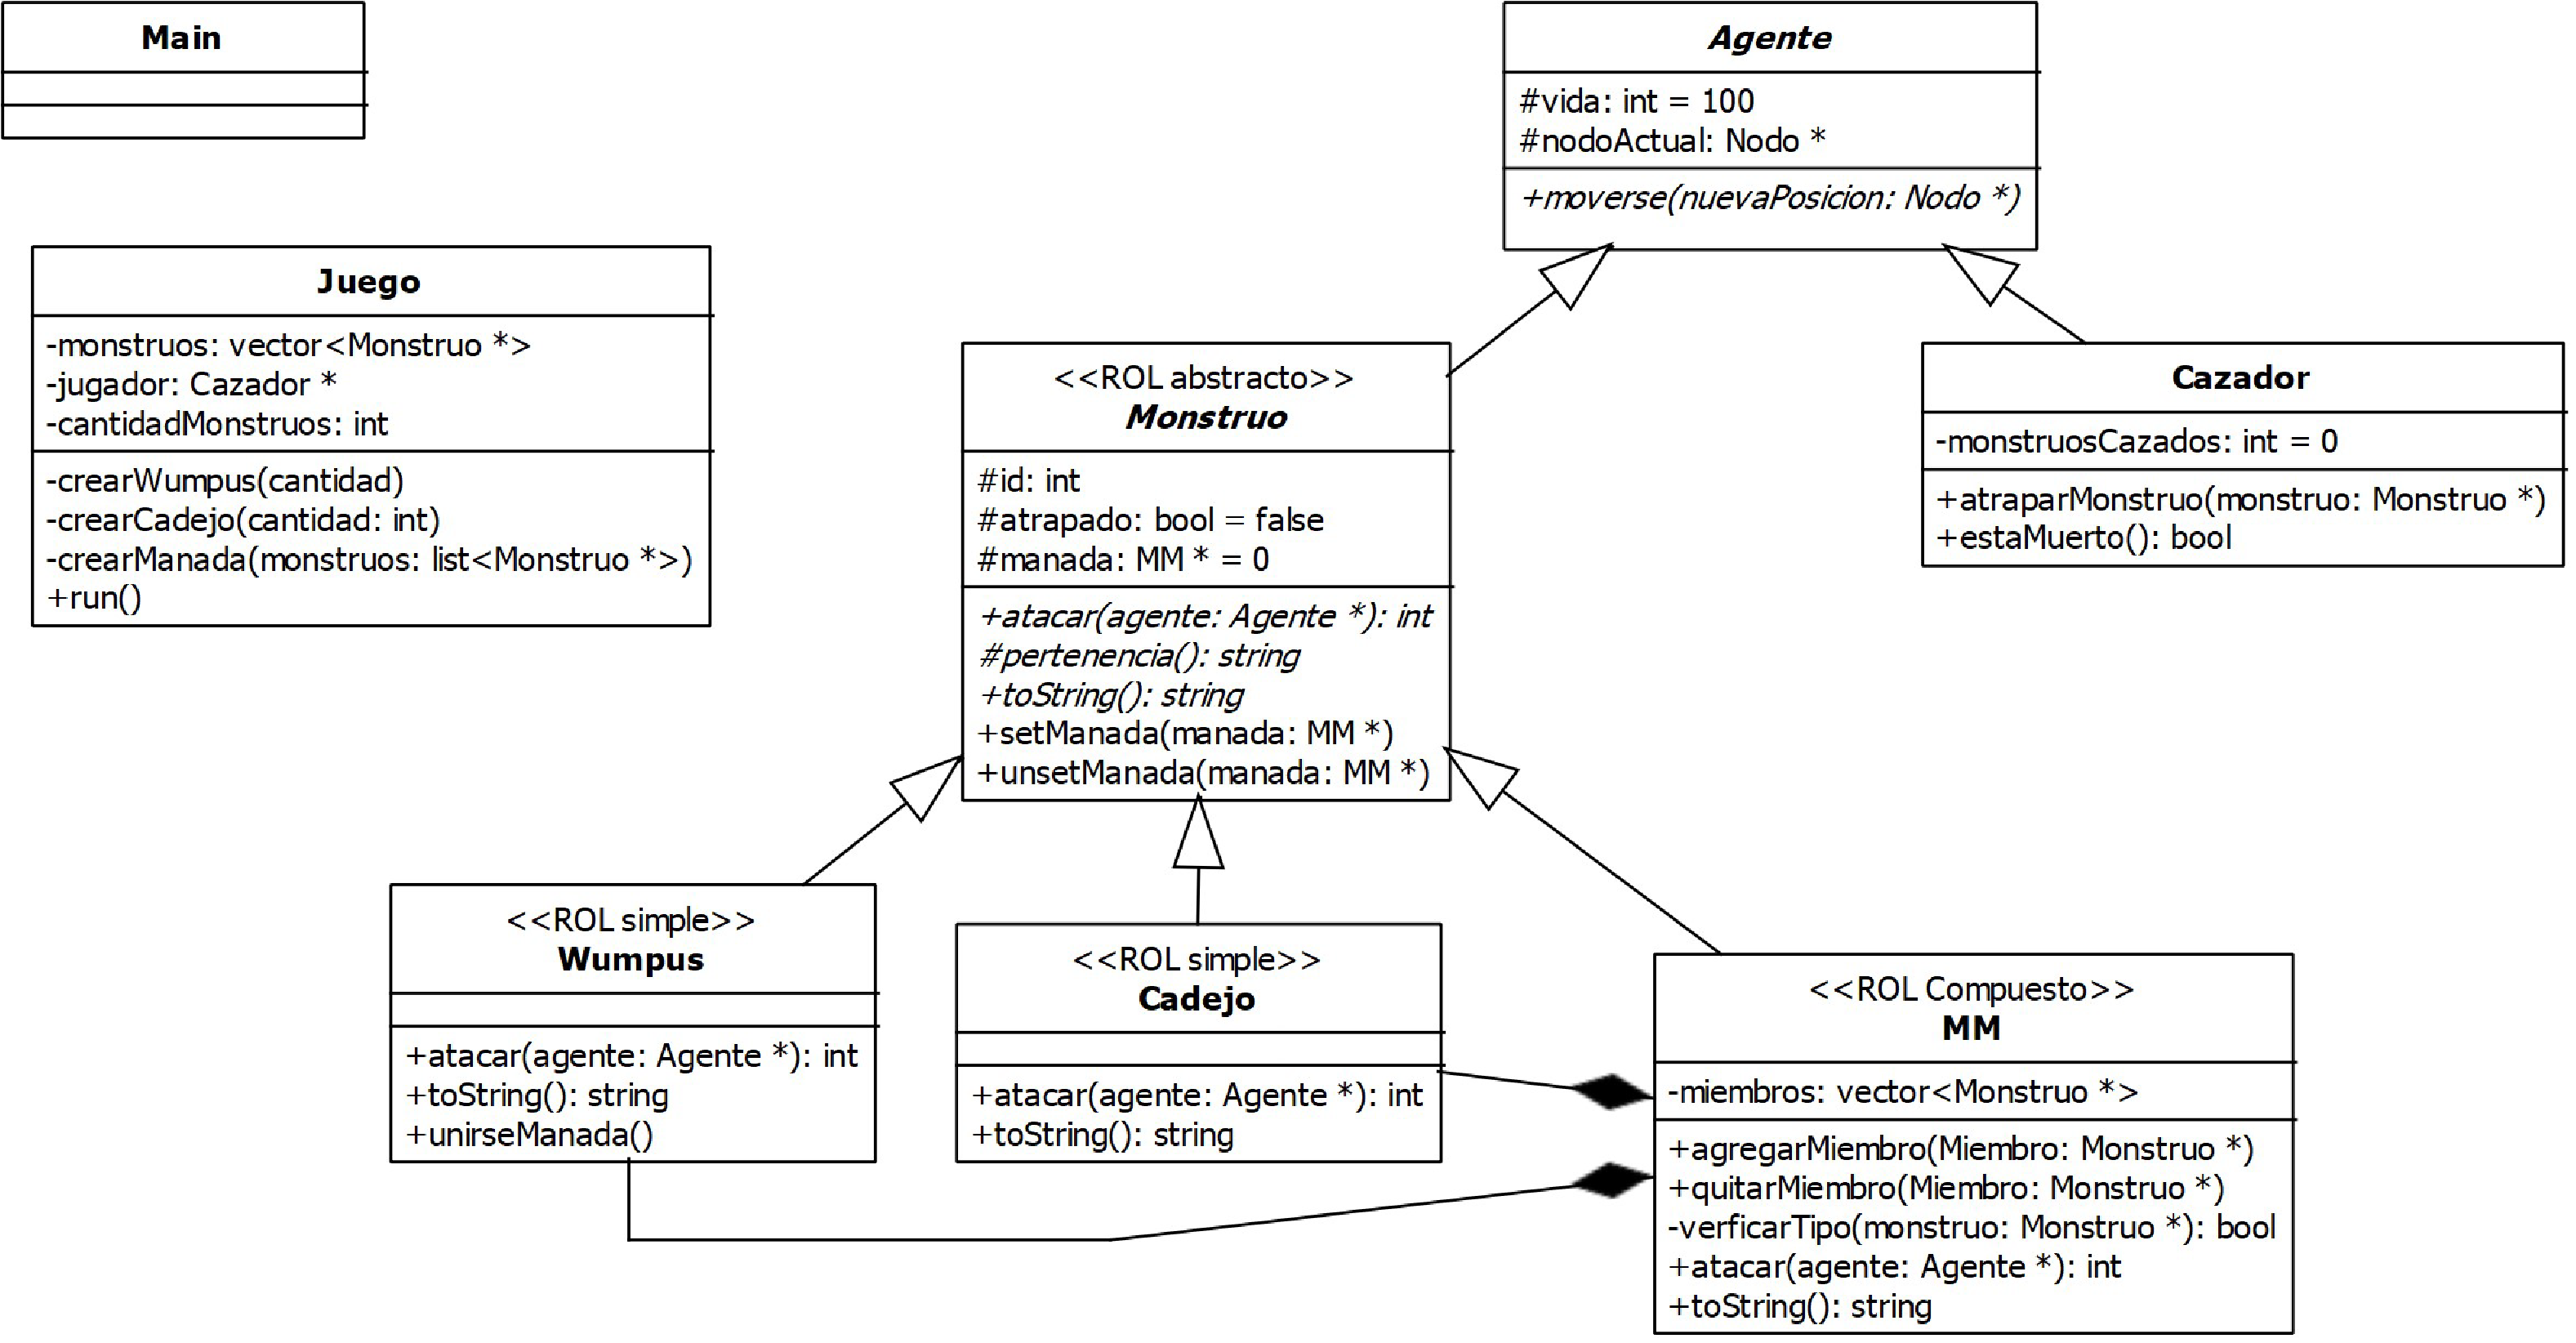 Main
Agente
#vida: int = 100
#nodoActual: Nodo *
+moverse(nuevaPosicion: Nodo *)
Juego
-monstruos: vector<Monstruo *>
-jugador: Cazador *
-cantidadMonstruos: int
-crearWumpus(cantidad)
-crearCadejo(cantidad: int)
-crearManada(monstruos: list<Monstruo *>)
+run()
<<ROL abstracto>>
Monstruo
#id: int
#atrapado: bool = false
#manada: MM * = 0
+atacar(agente: Agente *): int
#pertenencia(): string
+toString(): string
+setManada(manada: MM *)
+unsetManada(manada: MM *)
Cazador
-monstruosCazados: int = 0
+atraparMonstruo(monstruo: Monstruo *)
+estaMuerto(): bool
<<ROL simple>>
Wumpus
+atacar(agente: Agente *): int
+toString(): string
+unirseManada()
<<ROL simple>>
Cadejo
+atacar(agente: Agente *): int
+toString(): string
<<ROL Compuesto>>
MM
-miembros: vector<Monstruo *>
+agregarMiembro(Miembro: Monstruo *)
+quitarMiembro(Miembro: Monstruo *)
-verficarTipo(monstruo: Monstruo *): bool
+atacar(agente: Agente *): int
+toString(): string